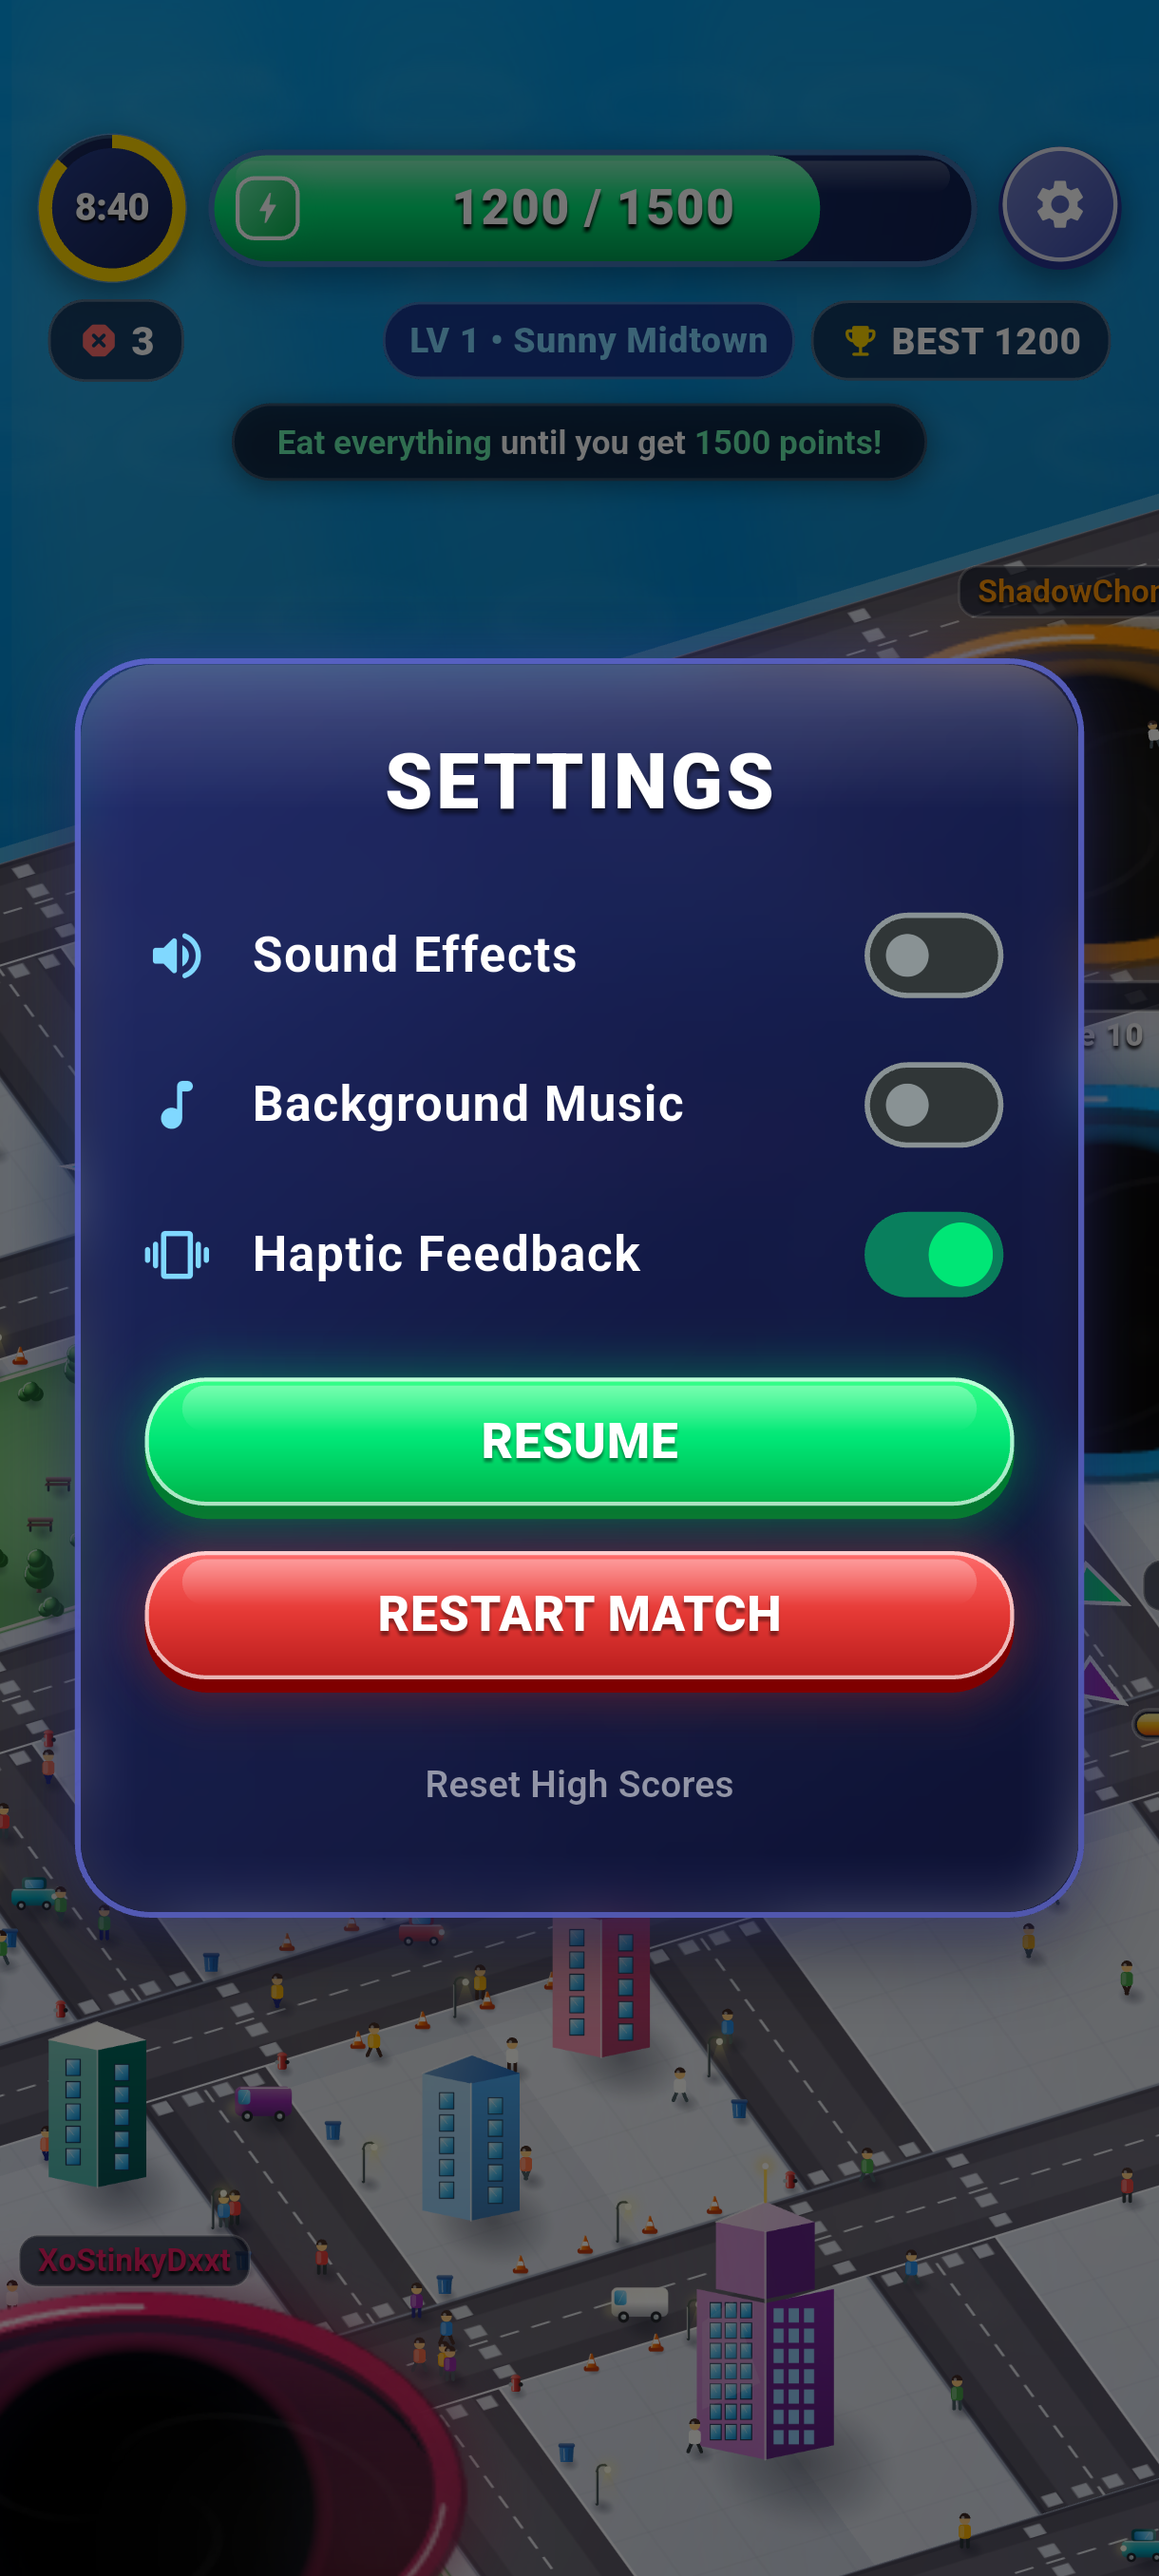 8:40
1200 / 1500
3
LV 1 • Sunny Midtown
BEST 1200
Eat everything until you get 1500 points!
SETTINGS
Sound Effects
10
Background Music
Haptic Feedback
RESUME
RESTART MATCH
Reset High Scores
XoStinkyDxxt